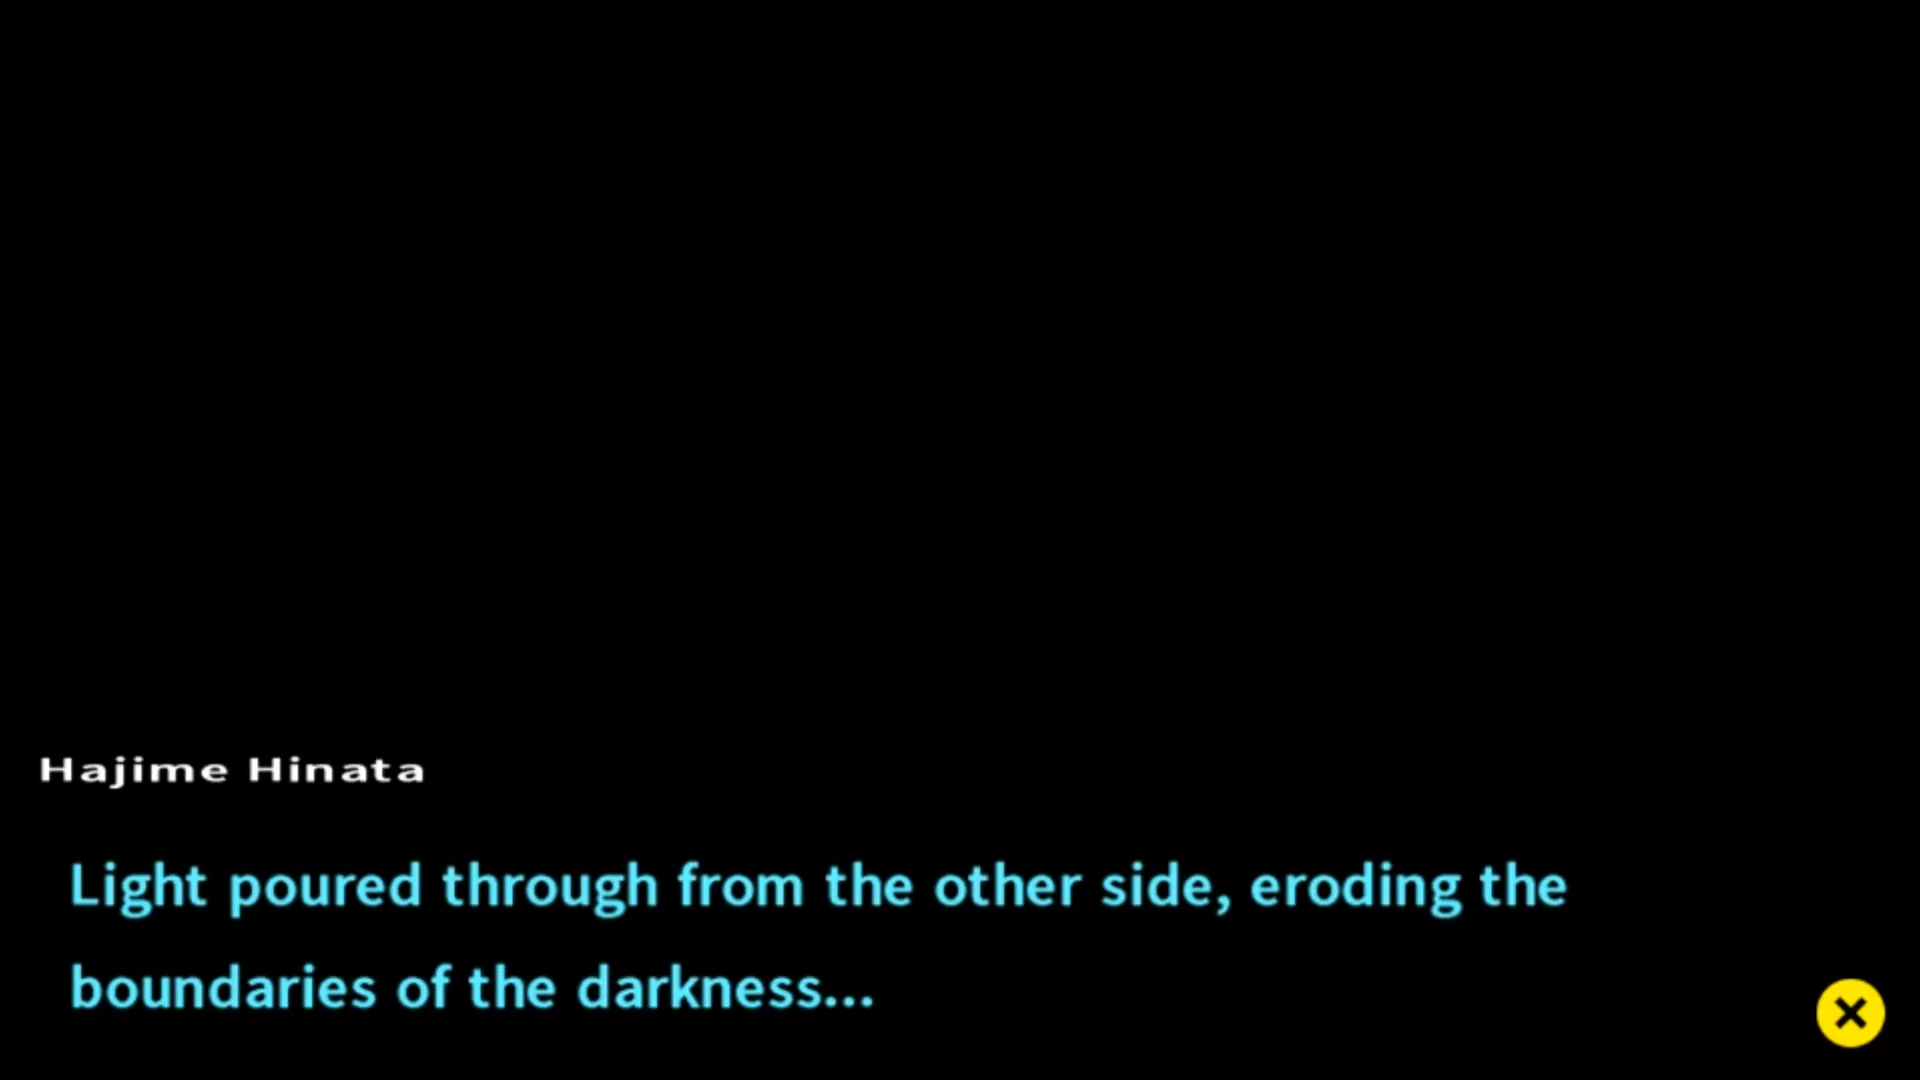 Hajime Hinata
Light poured through from the other side, eroding the
boundaries of the darkness...